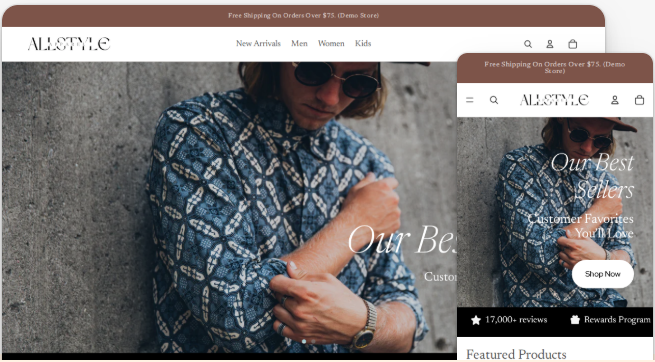 Free Shipping On Orders Over $75. (Demo Store)
ALLSTYLE
New Arrivals Men Women Kids
Our Bes
Custo
Free Shipping On Orders Over $75. (Demo
Store)
ALLSTYLE
Our Best
Sellers
Customer Favorites
You'll Love
Shop Now
17,000+ reviews Rewards Program
Featured Products